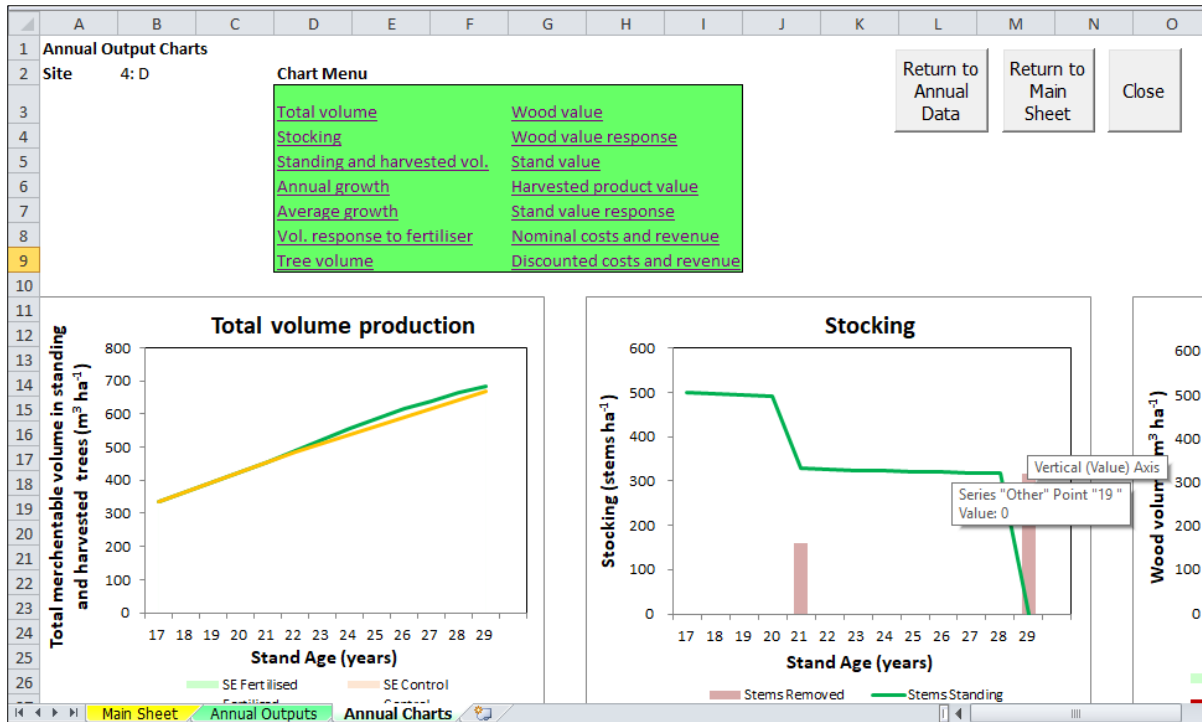 A B C D E F G H I J K L M N O
1 Annual Output Charts
2 Site 4: D Chart Menu
Return to Annual Data
Return to Main Sheet
Close
3 Total volume Wood value
4 Stocking Wood value response
5 Standing and harvested vol. Stand value
6 Annual growth Harvested product value
7 Average growth Stand value response
8 Vol. response to fertiliser Nominal costs and revenue
9 Tree volume Discounted costs and revenue
10
11
12
13
14
15
16
17
18
19
20
21
22
23
24
25
26
Total volume production
Total merchentable volume in standing
and harvested trees (m³ ha⁻¹)
800
700
600
500
400
300
200
100
0
17 18 19 20 21 22 23 24 25 26 27 28 29
Stand Age (years)
SE Fertilised SE Control
Stocking
Stocking (stems ha⁻¹)
600
500
400
300
200
100
0
17 18 19 20 21 22 23 24 25 26 27 28 29
Stand Age (years)
Stems Removed Stems Standing
Vertical (Value) Axis
Series "Other" Point "19 "
Value: 0
Wood volum m³ ha⁻¹)
600
500
400
300
200
100
0
Main Sheet Annual Outputs Annual Charts